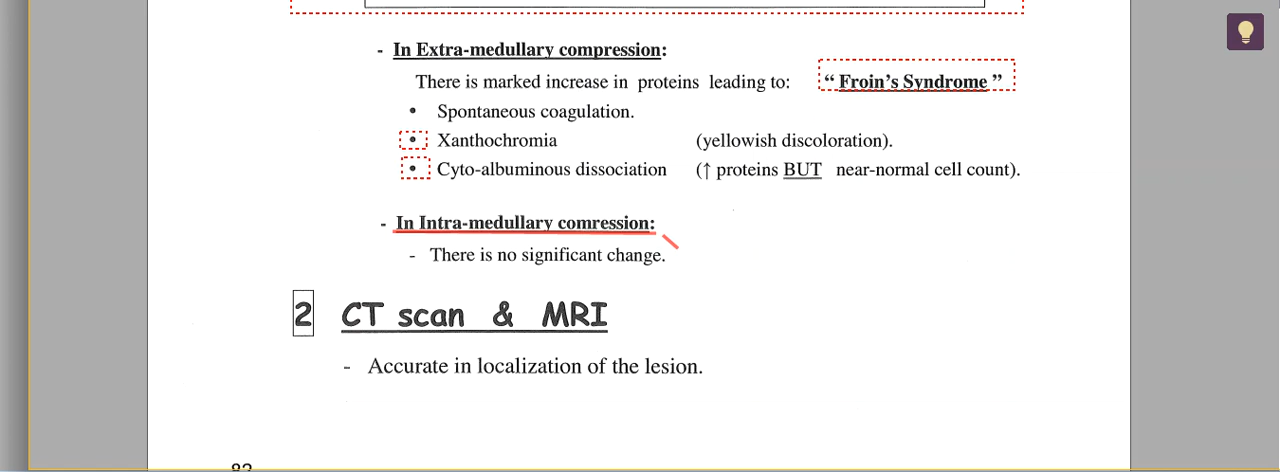 - In Extra-medullary compression:
There is marked increase in proteins leading to: “ Froin’s Syndrome ”
• Spontaneous coagulation.
• Xanthochromia (yellowish discoloration).
• Cyto-albuminous dissociation (↑ proteins BUT near-normal cell count).
- In Intra-medullary comression:
- There is no significant change.
2 CT scan & MRI
- Accurate in localization of the lesion.